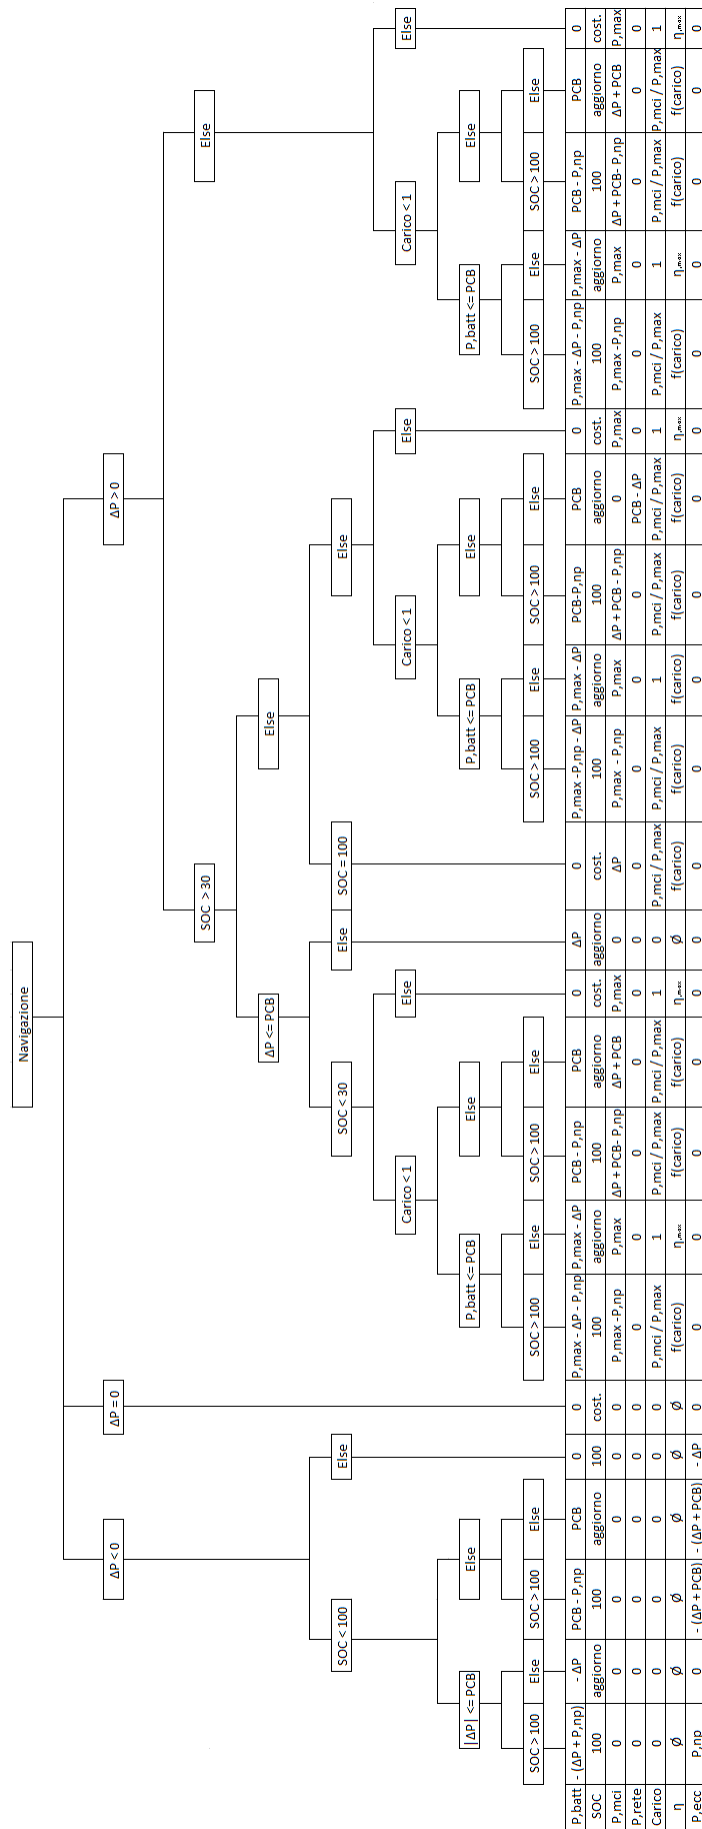 Navigazione
ΔP < 0 ΔP = 0 ΔP > 0
SOC > 30 Else
ΔP <= PCB Else
SOC < 100 Else SOC < 30 Else SOC = 100 Else
Carico < 1 Else Carico < 1 Else Carico < 1 Else
|ΔP| <= PCB Else P,batt <= PCB Else P,batt <= PCB Else P,batt <= PCB Else
SOC > 100 Else SOC > 100 Else SOC > 100 Else SOC > 100 Else SOC > 100 Else SOC > 100 Else SOC > 100 Else SOC > 100 Else
P,batt - (ΔP + P,np) - ΔP PCB - P,np PCB 0 0 P,max - ΔP - P,np P,max - ΔP PCB - P,np PCB 0 ΔP 0 P,max -P,np - ΔP P,max - ΔP PCB-P,np PCB 0 P,max - ΔP - P,np P,max - ΔP PCB - P,np PCB 0
SOC 100 aggiorno 100 aggiorno 100 cost. 100 aggiorno 100 aggiorno cost. aggiorno cost. 100 aggiorno 100 aggiorno cost. 100 aggiorno 100 aggiorno cost.
P,mci 0 0 0 0 0 0 P,max -P,np P,max ΔP + PCB- P,np ΔP + PCB P,max 0 ΔP P,max - P,np P,max ΔP + PCB - P,np 0 P,max P,max -P,np P,max ΔP + PCB- P,np ΔP + PCB P,max
P,rete 0 0 0 0 0 0 0 0 0 0 0 0 0 0 0 0 PCB - ΔP 0 0 0 0 0 0
Carico 0 0 0 0 0 0 P,mci / P,max 1 P,mci / P,max P,mci / P,max 1 0 P,mci / P,max P,mci / P,max 1 P,mci / P,max P,mci / P,max 1 P,mci / P,max 1 P,mci / P,max P,mci / P,max 1
η Ø Ø Ø Ø Ø Ø f(carico) η,max f(carico) f(carico) η,max Ø f(carico) f(carico) f(carico) f(carico) f(carico) η,max f(carico) η,max f(carico) f(carico) η,max
P,ecc P,np 0 - (ΔP + PCB) - (ΔP + PCB) - ΔP 0 0 0 0 0 0 0 0 0 0 0 0 0 0 0 0 0 0